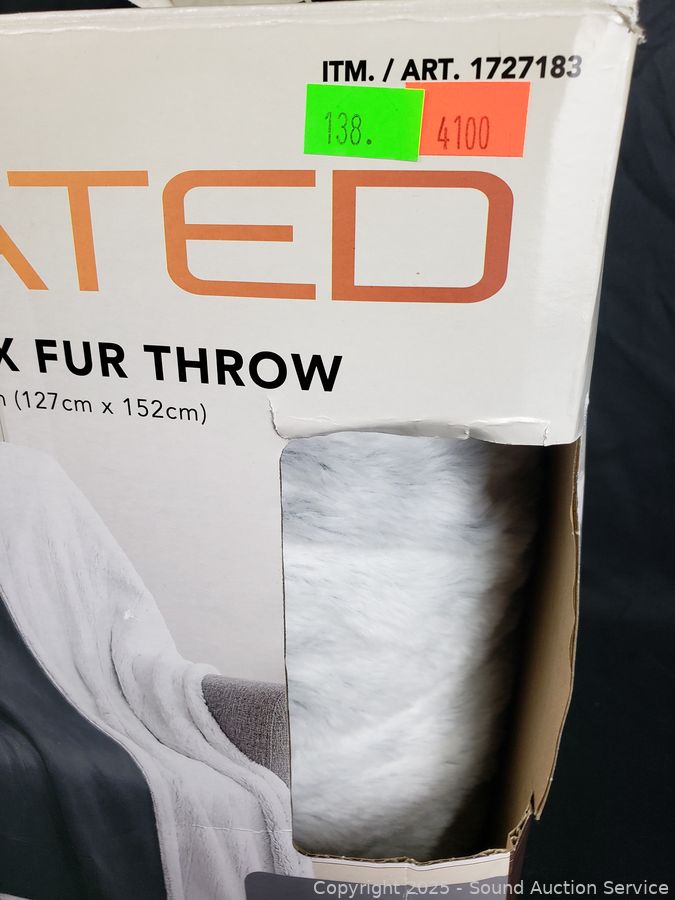 ITM. / ART. 1727183
138. 4100
ATED
X FUR THROW
(127cm x 152cm)
Copyright 2025 - Sound Auction Service